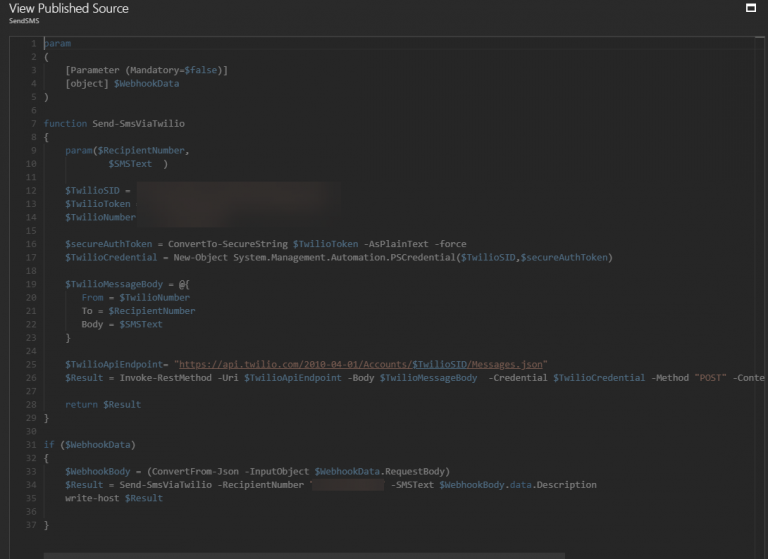 View Published Source
SendSMS
1 param
2 (
3 [Parameter (Mandatory=$false)]
4 [object] $WebhookData
5 )
6
7 function Send-SmsViaTwilio
8 {
9 param($RecipientNumber,
10 $SMSText )
11
12 $TwilioSID =
13 $TwilioToken
14 $TwilioNumber
15
16 $secureAuthToken = ConvertTo-SecureString $TwilioToken -AsPlainText -force
17 $TwilioCredential = New-Object System.Management.Automation.PSCredential($TwilioSID,$secureAuthToken)
18
19 $TwilioMessageBody = @{
20 From = $TwilioNumber
21 To = $RecipientNumber
22 Body = $SMSText
23 }
24
25 $TwilioApiEndpoint= "https://api.twilio.com/2010-04-01/Accounts/$TwilioSID/Messages.json"
26 $Result = Invoke-RestMethod -Uri $TwilioApiEndpoint -Body $TwilioMessageBody -Credential $TwilioCredential -Method "POST" -Conte
27
28 return $Result
29 }
30
31 if ($WebhookData)
32 {
33 $WebhookBody = (ConvertFrom-Json -InputObject $WebhookData.RequestBody)
34 $Result = Send-SmsViaTwilio -RecipientNumber -SMSText $WebhookBody.data.Description
35 write-host $Result
36
37 }